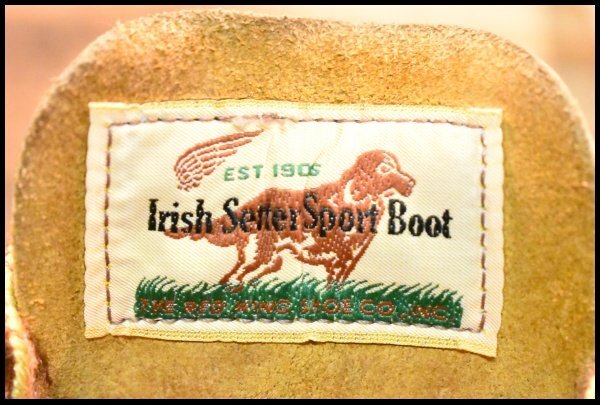 EST 1905
Irish Setter Sport Boot
THE RED WING SHOE CO., INC.